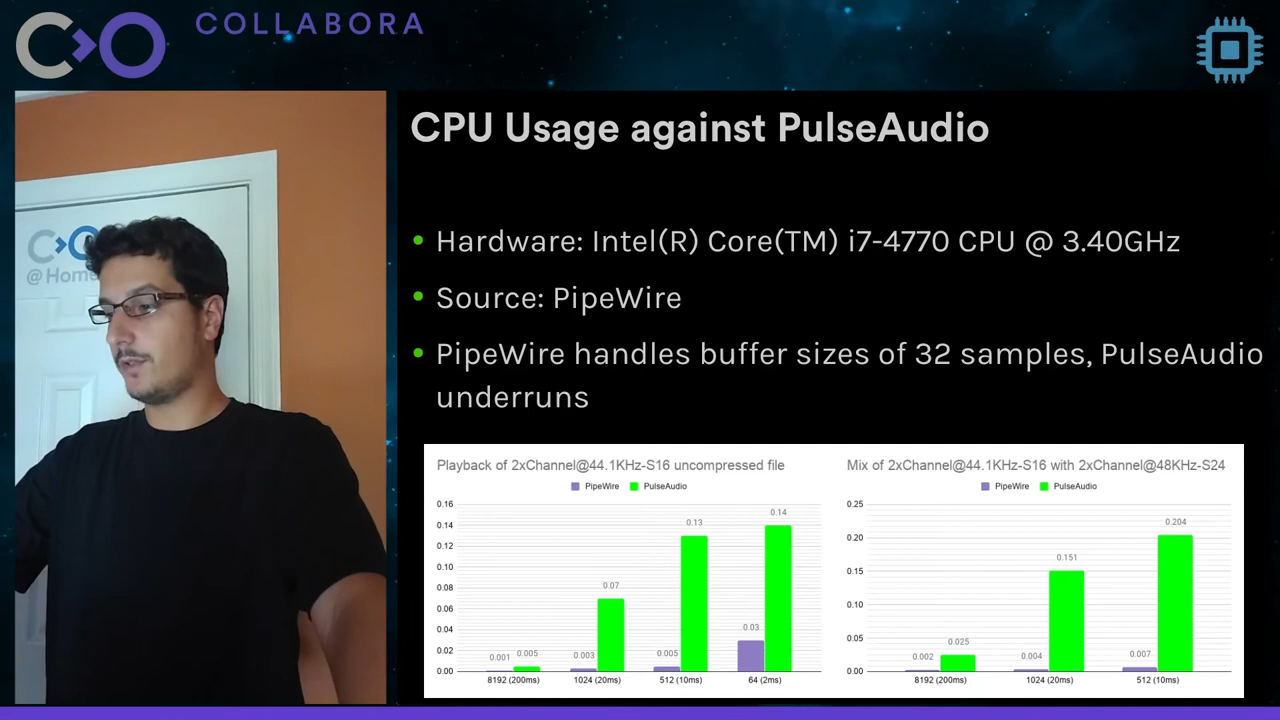 COLLABORA
@Home
CPU Usage against PulseAudio
Hardware: Intel(R) Core(TM) i7-4770 CPU @ 3.40GHz
Source: PipeWire
PipeWire handles buffer sizes of 32 samples, PulseAudio
underruns
Playback of 2xChannel@44.1KHz-S16 uncompressed file
PipeWire PulseAudio
0.16
0.14
0.12
0.10
0.08
0.06
0.04
0.02
0.00
0.001 0.005 0.003 0.07 0.005 0.13 0.03 0.14
8192 (200ms) 1024 (20ms) 512 (10ms) 64 (2ms)
Mix of 2xChannel@44.1KHz-S16 with 2xChannel@48KHz-S24
PipeWire PulseAudio
0.25
0.20
0.15
0.10
0.05
0.00
0.002 0.025 0.004 0.151 0.007 0.204
8192 (200ms) 1024 (20ms) 512 (10ms)